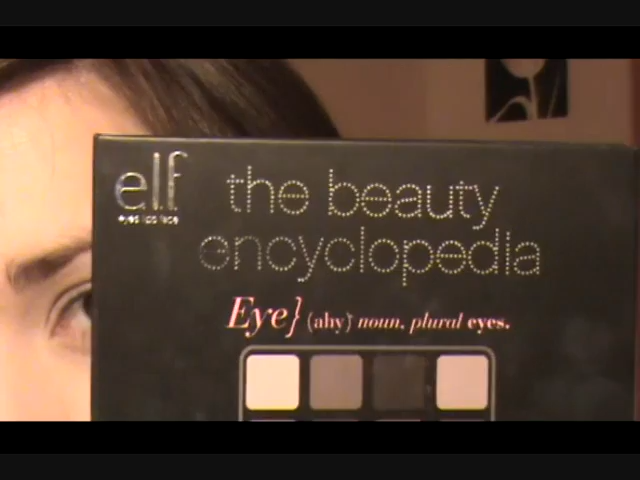 e.l.f
eyes lips face
the beauty
encyclopedia
Eye} (ahy) noun, plural eyes.